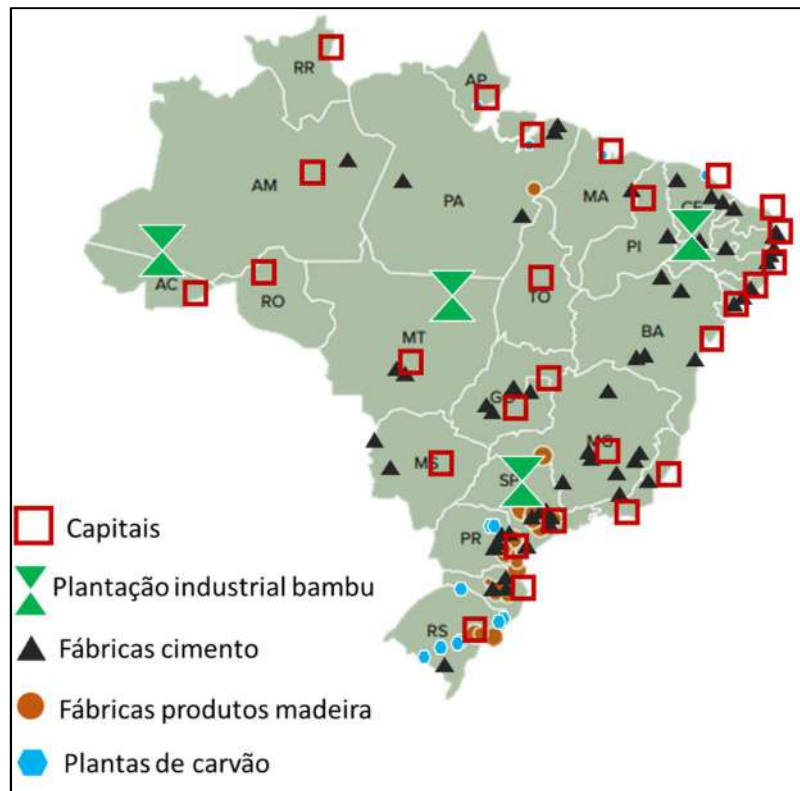 RR
AP
AM
PA
MA
CE
PI
AC
RO
TO
BA
MT
GO
MG
MS
SP
PR
RS
Capitais
Plantação industrial bambu
Fábricas cimento
Fábricas produtos madeira
Plantas de carvão